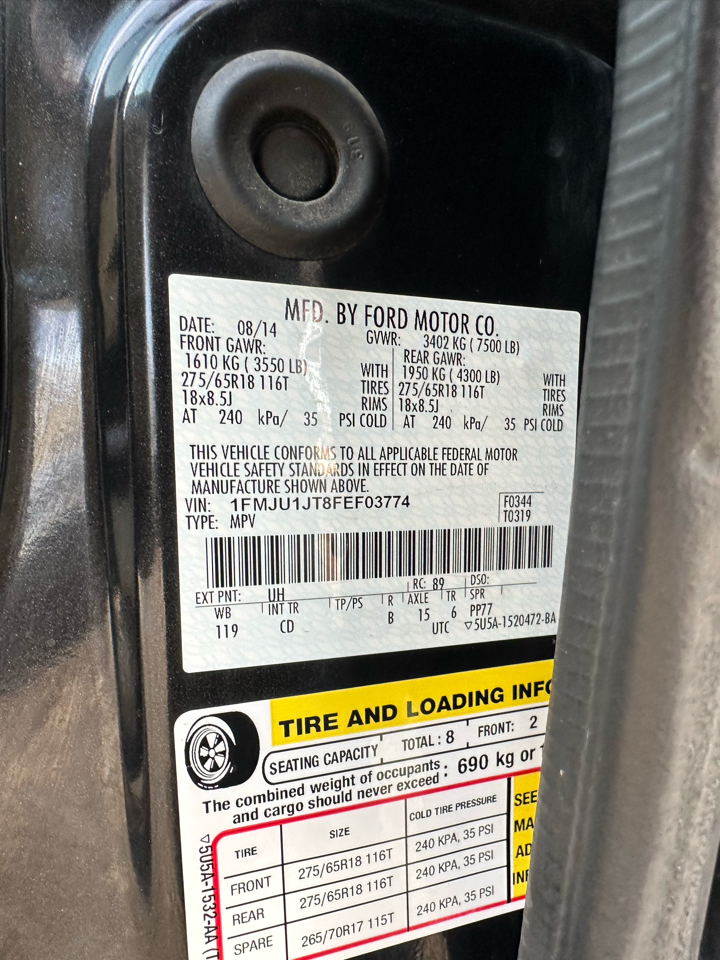 MFD. BY FORD MOTOR CO.
DATE: 08/14 GVWR: 3402 KG ( 7500 LB)
FRONT GAWR: REAR GAWR:
1610 KG ( 3550 LB) WITH 1950 KG ( 4300 LB) WITH
275/65R18 116T TIRES 275/65R18 116T TIRES
18x8.5J RIMS 18x8.5J RIMS
AT 240 kPa/ 35 PSI COLD AT 240 kPa/ 35 PSI COLD
THIS VEHICLE CONFORMS TO ALL APPLICABLE FEDERAL MOTOR
VEHICLE SAFETY STANDARDS IN EFFECT ON THE DATE OF
MANUFACTURE SHOWN ABOVE.
VIN: 1FMJU1JT8FEF03774 F0344
TYPE: MPV T0319
EXT PNT: UH RC: 89 DSO:
WB INT TR TP/PS R AXLE TR SPR
119 CD B 15 6 PP77
UTC ▽5U5A-1520472-BA
TIRE AND LOADING INFO
SEATING CAPACITY TOTAL : 8 FRONT: 2
The combined weight of occupants : 690 kg or
and cargo should never exceed
TIRE SIZE COLD TIRE PRESSURE SEE
FRONT 275/65R18 116T 240 KPA, 35 PSI MA
REAR 275/65R18 116T 240 KPA, 35 PSI AD
SPARE 265/70R17 115T 240 KPA, 35 PSI INF
▽5U5A-1532-AA